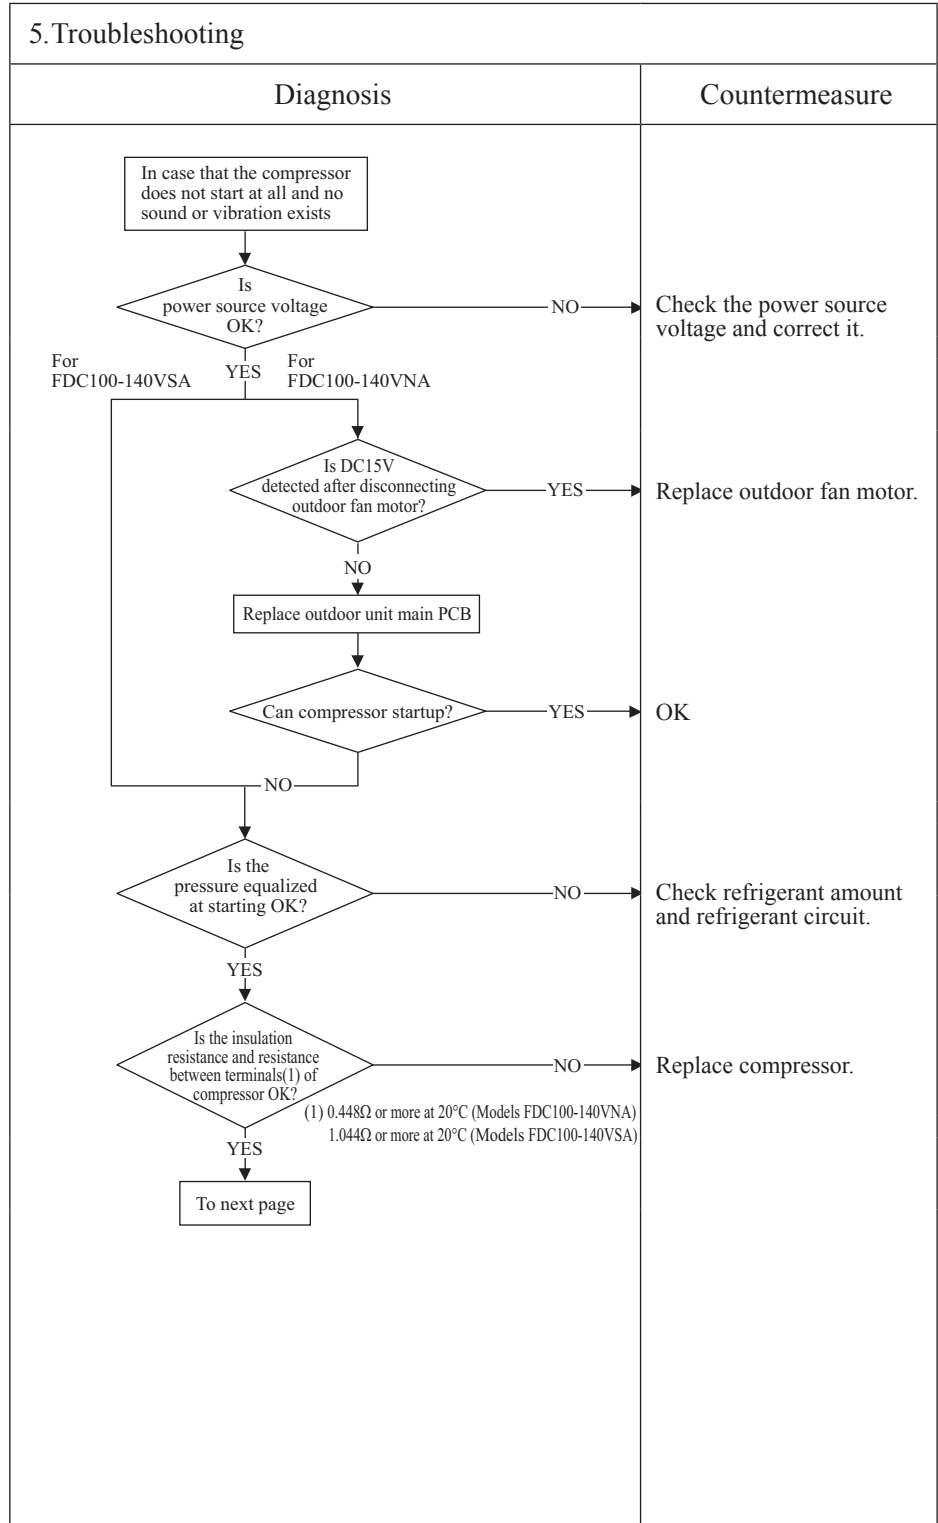 5.Troubleshooting
Diagnosis
Countermeasure
In case that the compressor
does not start at all and no
sound or vibration exists
Is
power source voltage
OK?
NO
Check the power source
voltage and correct it.
For
FDC100-140VSA
YES
For
FDC100-140VNA
Is DC15V
detected after disconnecting
outdoor fan motor?
YES
Replace outdoor fan motor.
NO
Replace outdoor unit main PCB
Can compressor startup?
YES
OK
NO
Is the
pressure equalized
at starting OK?
NO
Check refrigerant amount
and refrigerant circuit.
YES
Is the insulation
resistance and resistance
between terminals(1) of
compressor OK?
NO
Replace compressor.
(1) 0.448Ω or more at 20°C (Models FDC100-140VNA)
1.044Ω or more at 20°C (Models FDC100-140VSA)
YES
To next page